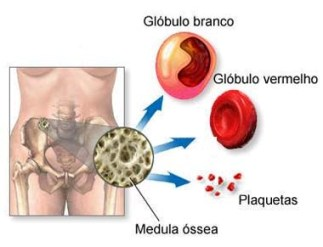 Glóbulo branco
Glóbulo vermelho
Plaquetas
Medula óssea